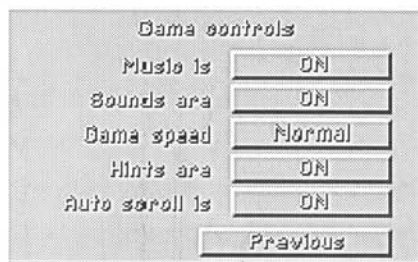 Game controls
Music is ON
Sounds are ON
Game speed Normal
Hints are ON
Auto scroll is ON
Previous